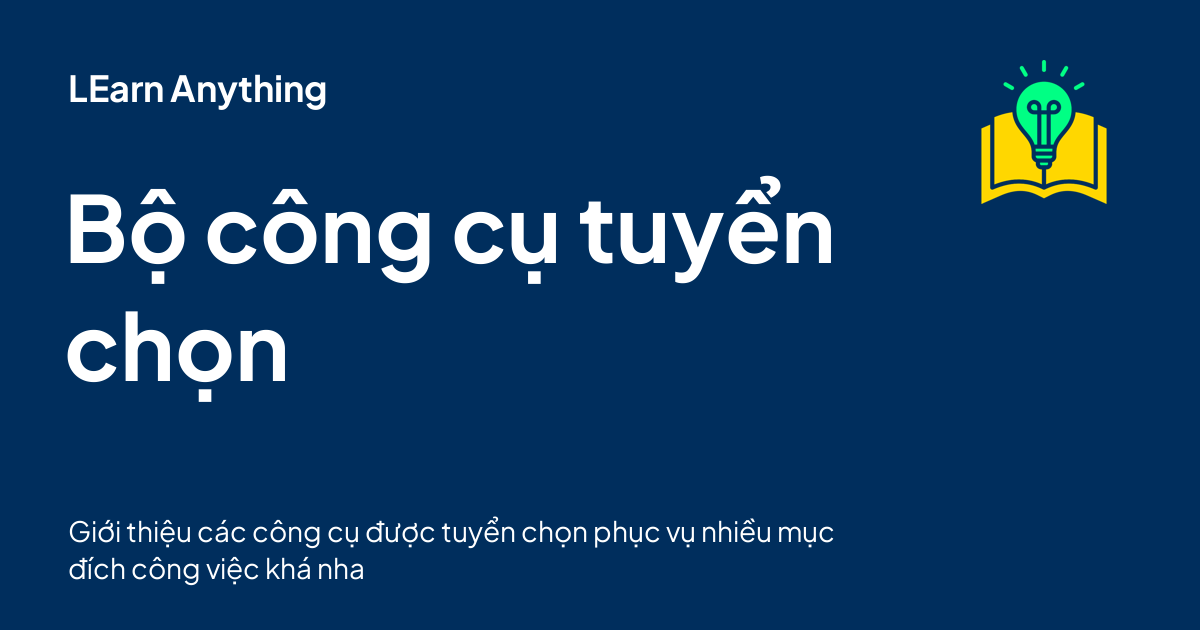 LEarn Anything
Bộ công cụ tuyển
chọn
Giới thiệu các công cụ được tuyển chọn phục vụ nhiều mục
đích công việc khá nha